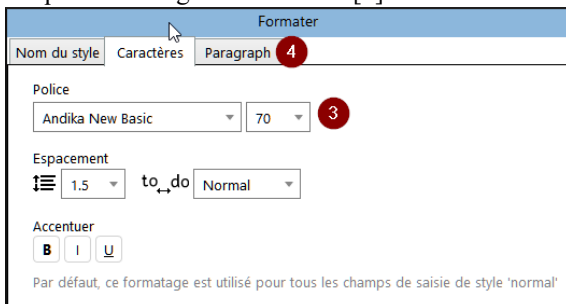 Formater
Nom du style Caractères Paragraph 4
Police
Andika New Basic 70 3
Espacement
1.5 to do Normal
Accentuer
B I U
Par défaut, ce formatage est utilisé pour tous les champs de saisie de style 'normal'